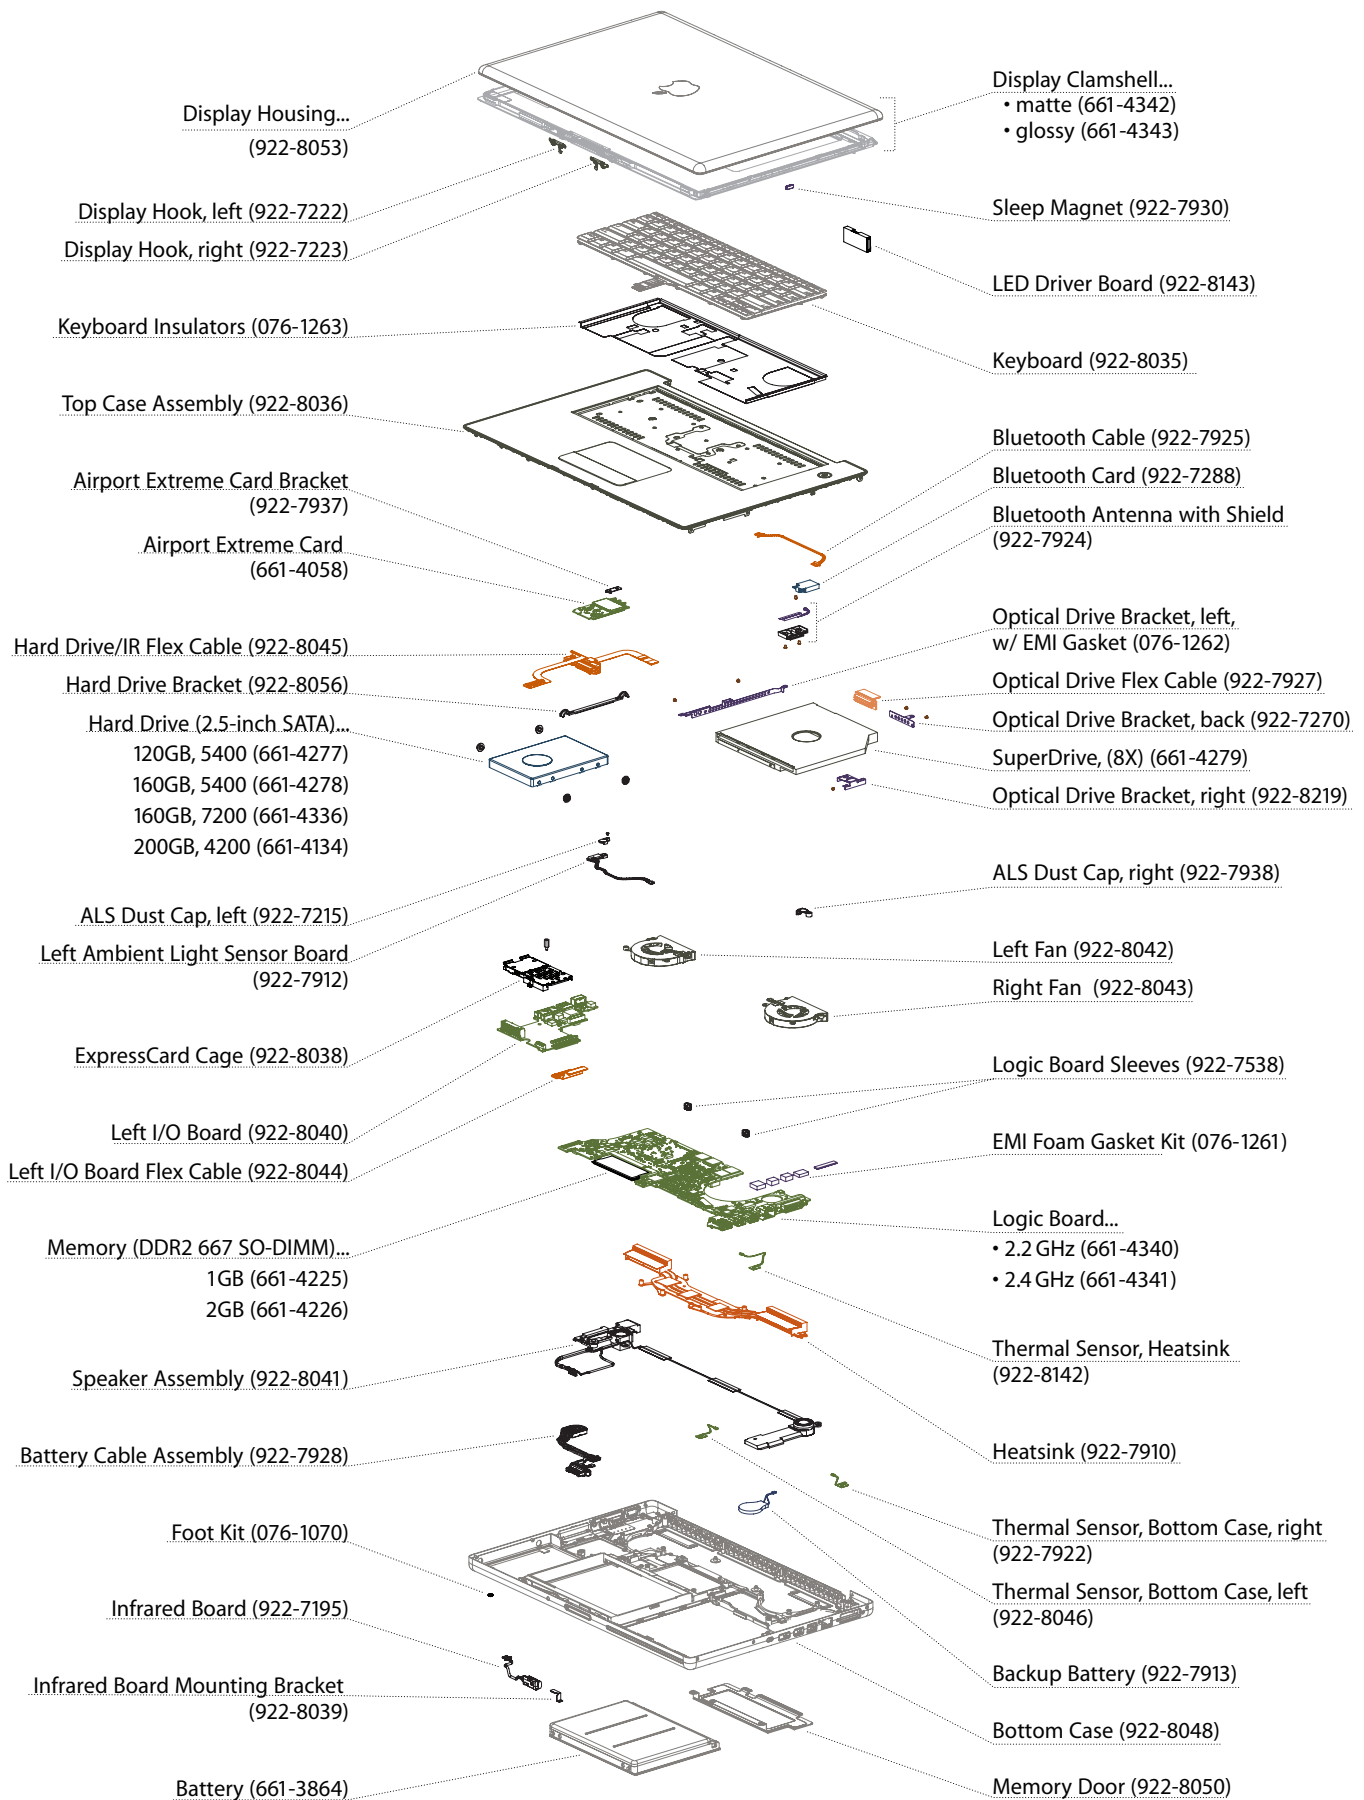 Display Housing...
(922-8053)
Display Hook, left (922-7222)
Display Hook, right (922-7223)
Keyboard Insulators (076-1263)
Top Case Assembly (922-8036)
Airport Extreme Card Bracket
(922-7937)
Airport Extreme Card
(661-4058)
Hard Drive/IR Flex Cable (922-8045)
Hard Drive Bracket (922-8056)
Hard Drive (2.5-inch SATA)...
120GB, 5400 (661-4277)
160GB, 5400 (661-4278)
160GB, 7200 (661-4336)
200GB, 4200 (661-4134)
ALS Dust Cap, left (922-7215)
Left Ambient Light Sensor Board
(922-7912)
ExpressCard Cage (922-8038)
Left I/O Board (922-8040)
Left I/O Board Flex Cable (922-8044)
Memory (DDR2 667 SO-DIMM)...
1GB (661-4225)
2GB (661-4226)
Speaker Assembly (922-8041)
Battery Cable Assembly (922-7928)
Foot Kit (076-1070)
Infrared Board (922-7195)
Infrared Board Mounting Bracket
(922-8039)
Battery (661-3864)
Display Clamshell...
• matte (661-4342)
• glossy (661-4343)
Sleep Magnet (922-7930)
LED Driver Board (922-8143)
Keyboard (922-8035)
Bluetooth Cable (922-7925)
Bluetooth Card (922-7288)
Bluetooth Antenna with Shield
(922-7924)
Optical Drive Bracket, left,
w/ EMI Gasket (076-1262)
Optical Drive Flex Cable (922-7927)
Optical Drive Bracket, back (922-7270)
SuperDrive, (8X) (661-4279)
Optical Drive Bracket, right (922-8219)
ALS Dust Cap, right (922-7938)
Left Fan (922-8042)
Right Fan (922-8043)
Logic Board Sleeves (922-7538)
EMI Foam Gasket Kit (076-1261)
Logic Board...
• 2.2 GHz (661-4340)
• 2.4 GHz (661-4341)
Thermal Sensor, Heatsink
(922-8142)
Heatsink (922-7910)
Thermal Sensor, Bottom Case, right
(922-7922)
Thermal Sensor, Bottom Case, left
(922-8046)
Backup Battery (922-7913)
Bottom Case (922-8048)
Memory Door (922-8050)